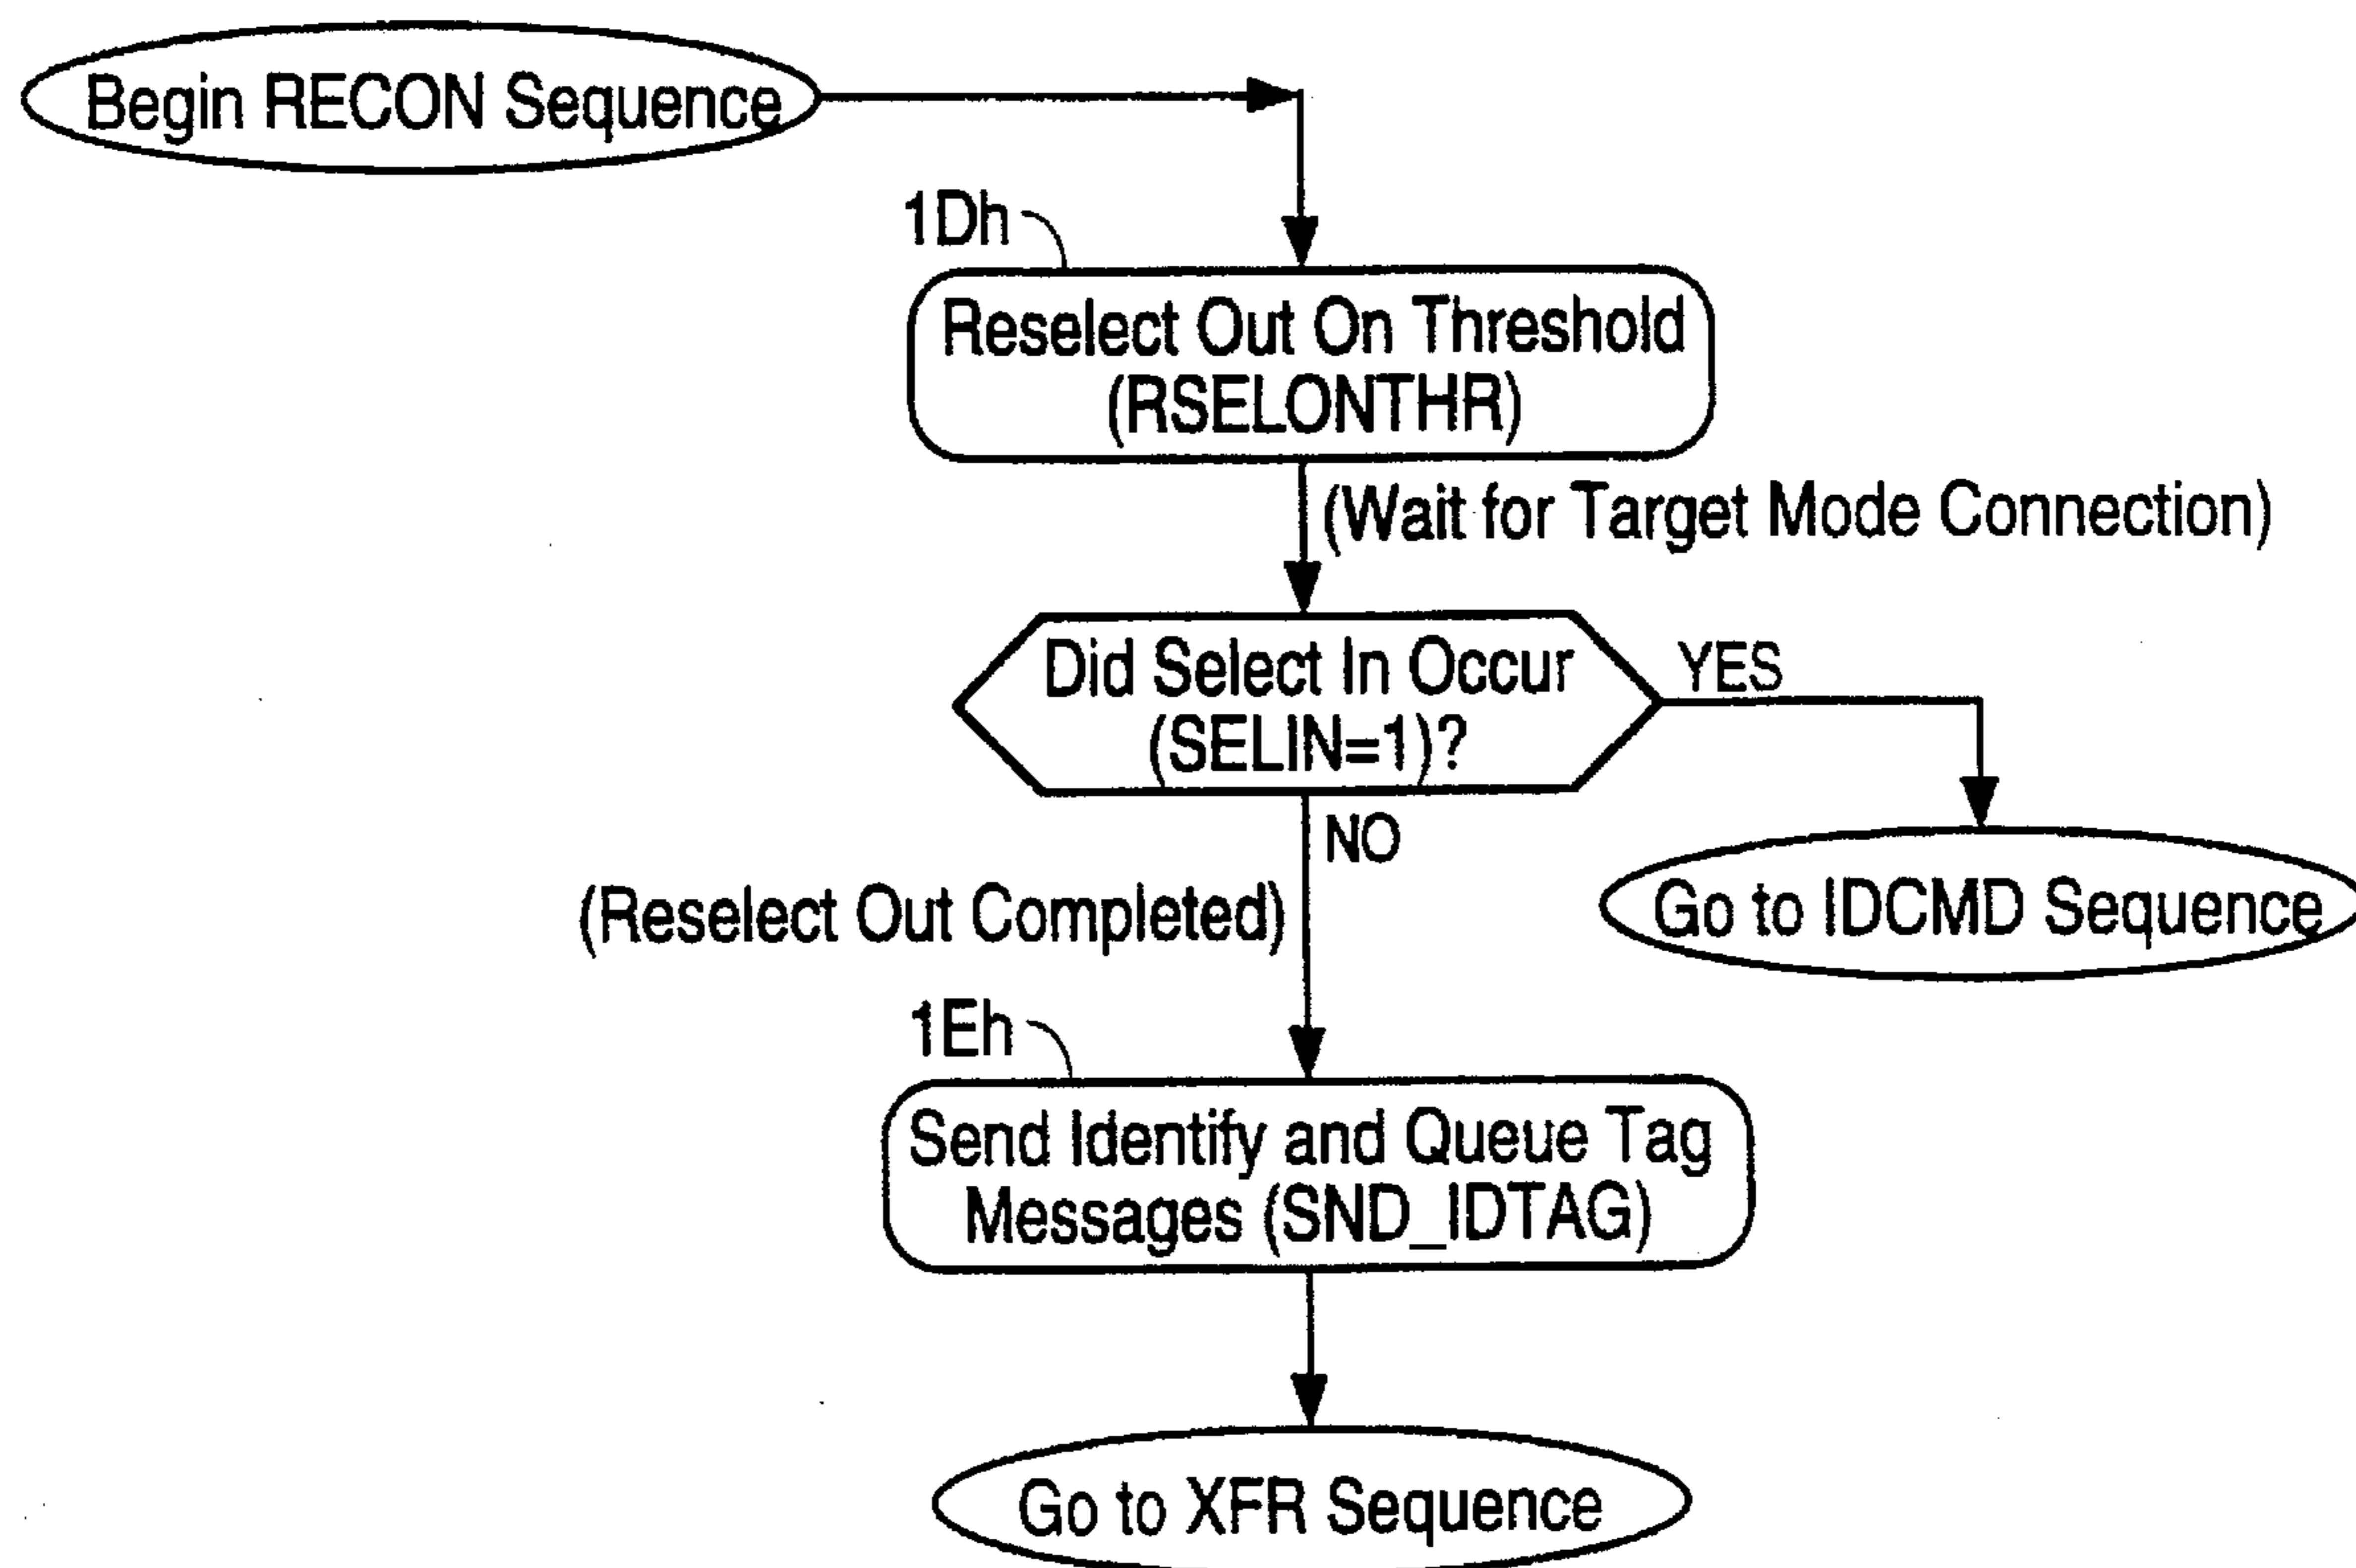 Begin RECON Sequence
1Dh
Reselect Out On Threshold
(RSELONTHR)
(Wait for Target Mode Connection)
Did Select In Occur
(SELIN=1)?
YES
NO
(Reselect Out Completed)
Go to IDCMD Sequence
1Eh
Send Identify and Queue Tag
Messages (SND_IDTAG)
Go to XFR Sequence